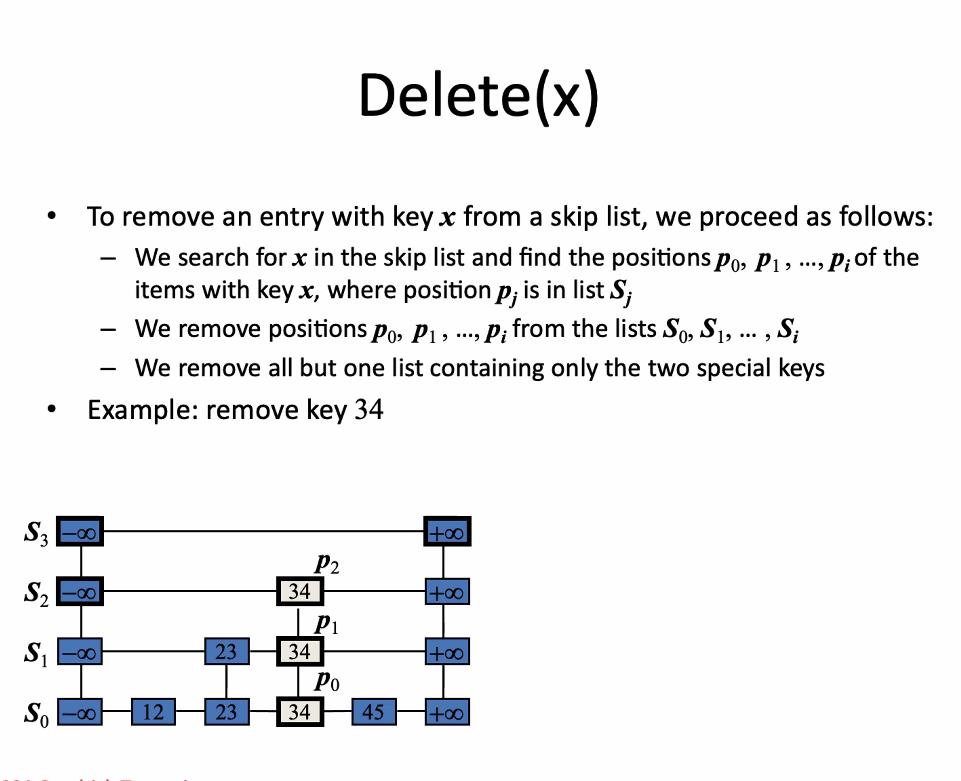 Delete(x)
• To remove an entry with key x from a skip list, we proceed as follows:
– We search for x in the skip list and find the positions p0, p1 , ..., pi of the
items with key x, where position pj is in list Sj
– We remove positions p0, p1 , ..., pi from the lists S0, S1, ... , Si
– We remove all but one list containing only the two special keys
• Example: remove key 34
S3 −∞ +∞
p2
S2 −∞ 34 +∞
p1
S1 −∞ 23 34 +∞
p0
S0 −∞ 12 23 34 45 +∞